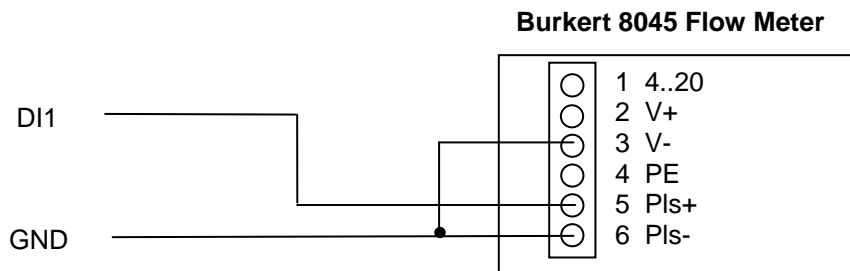 Burkert 8045 Flow Meter
1 4..20
2 V+
3 V-
4 PE
5 Pls+
6 Pls-
DI1
GND